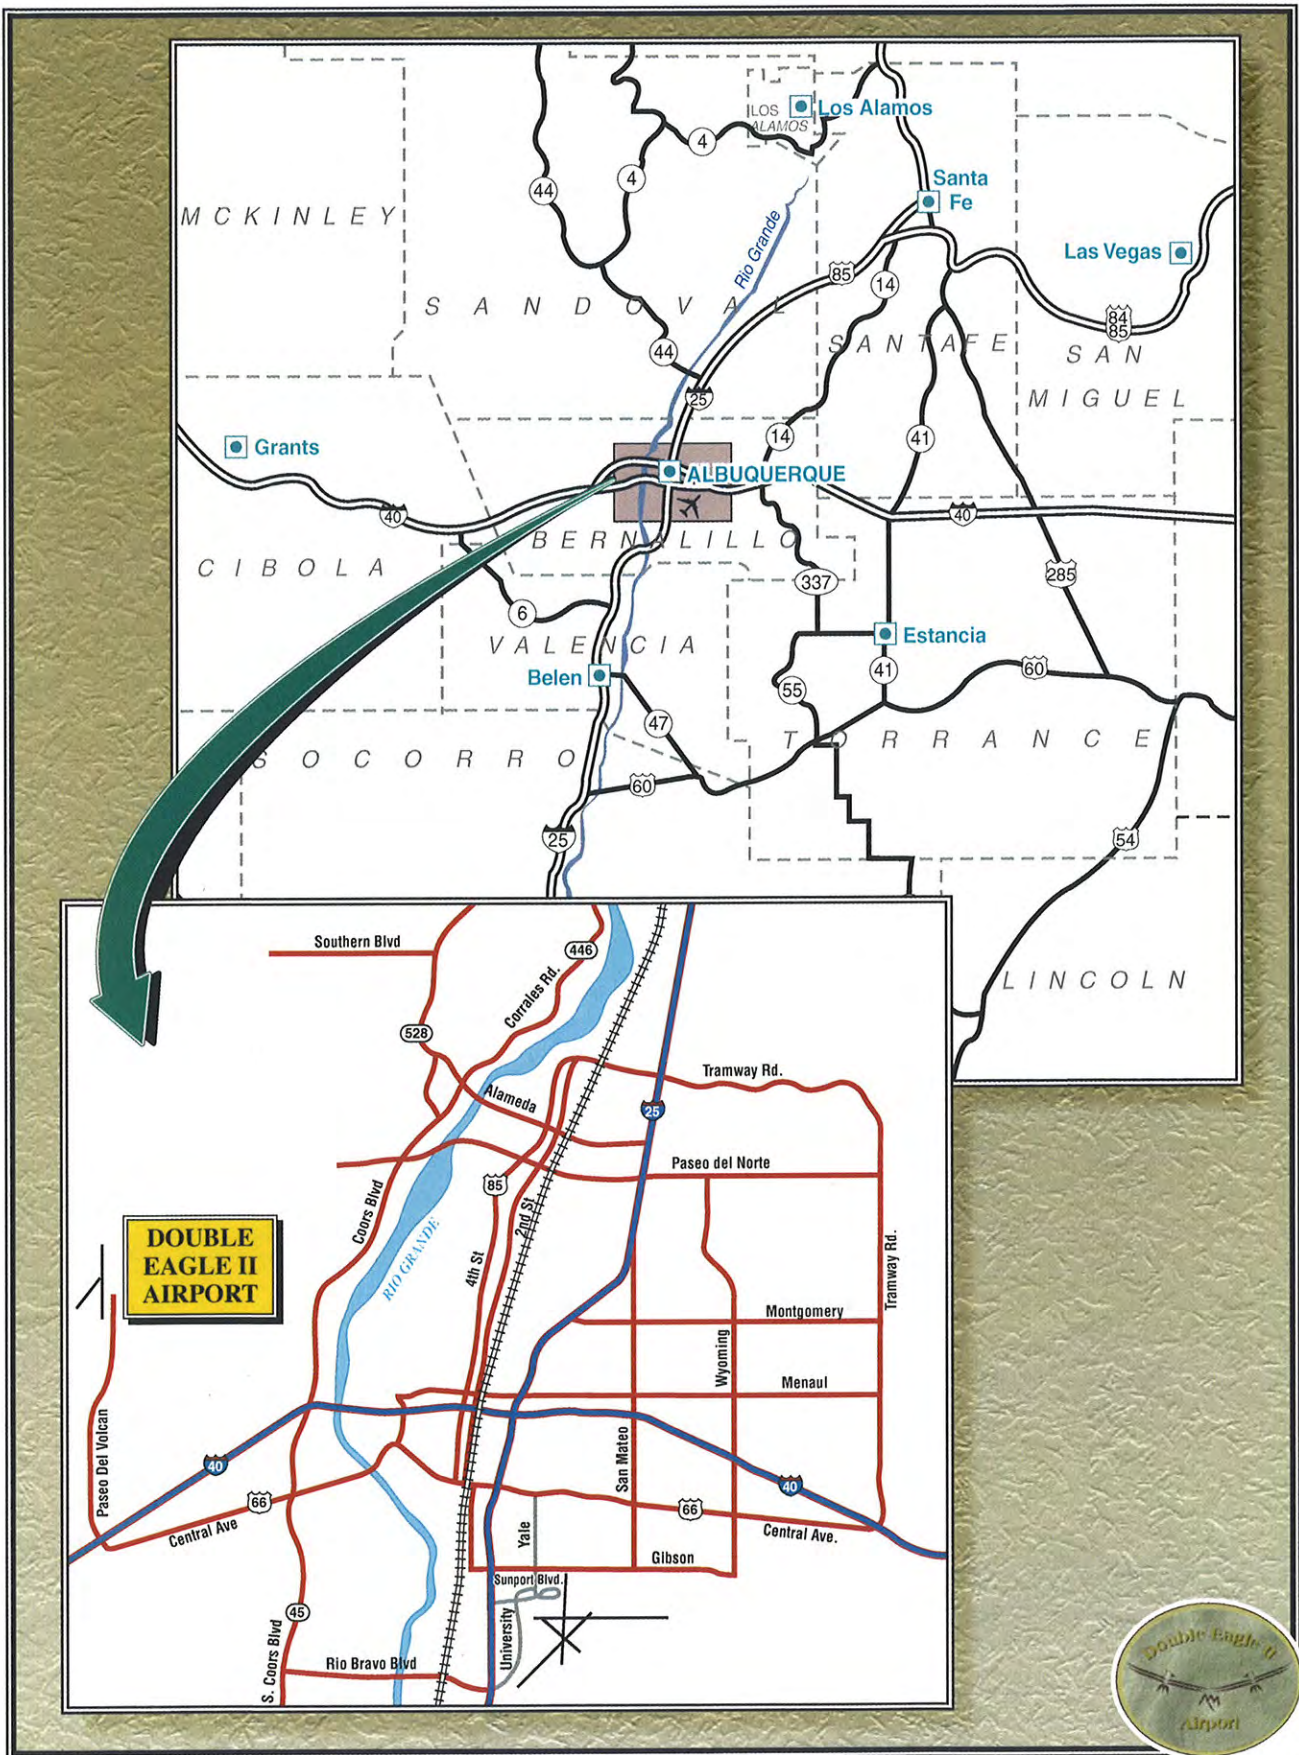 LOS
ALAMOS
Los Alamos
4
4
44
Santa
Fe
MCKINLEY
Rio Grande
Las Vegas
85
14
SANDOVAL
84
85
SANTA FE
SAN
MIGUEL
44
25
14
41
Grants
ALBUQUERQUE
40
40
BERNALILLO
CIBOLA
337
285
6
VALENCIA
Estancia
Belen
41
60
55
47
TORRANCE
SOCORRO
60
25
54
LINCOLN
Southern Blvd
446
Corrales Rd.
528
Tramway Rd.
Alameda
25
Paseo del Norte
85
Coors Blvd
2nd St
RIO GRANDE
4th St
Tramway Rd.
DOUBLE
EAGLE II
AIRPORT
Montgomery
Wyoming
Menaul
Paseo Del Volcan
San Mateo
40
40
66
66
Central Ave
Central Ave.
Yale
Gibson
Sunport Blvd.
45
S. Coors Blvd
University
Rio Bravo Blvd
Double Eagle II
Airport